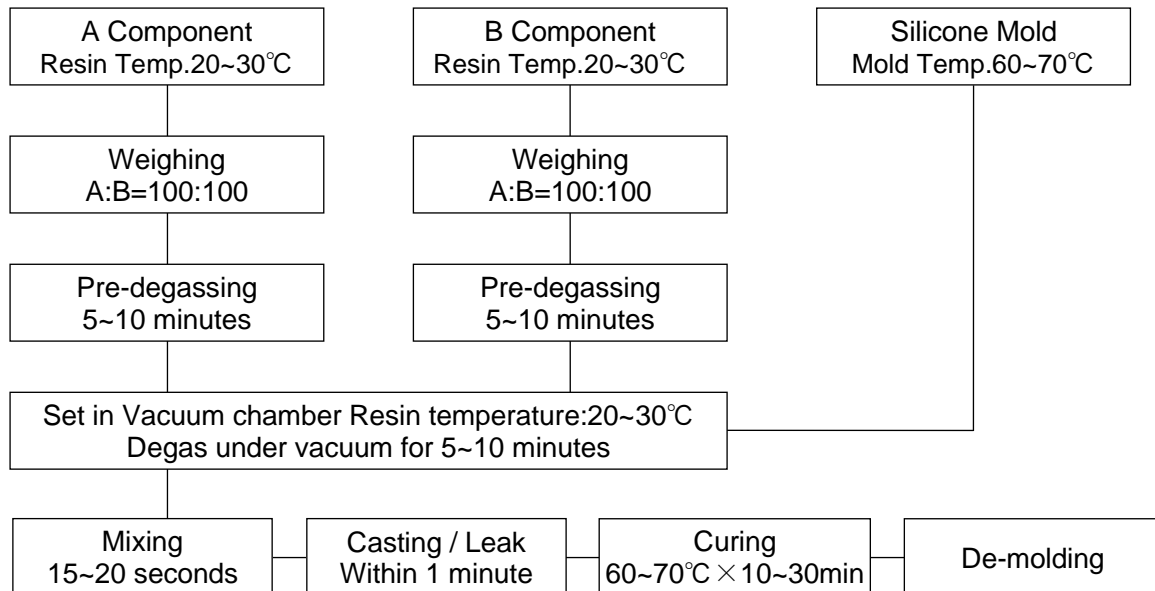 A Component
Resin Temp.20~30℃
B Component
Resin Temp.20~30℃
Silicone Mold
Mold Temp.60~70℃
Weighing
A:B=100:100
Weighing
A:B=100:100
Pre-degassing
5~10 minutes
Pre-degassing
5~10 minutes
Set in Vacuum chamber Resin temperature:20~30℃
Degas under vacuum for 5~10 minutes
Mixing
15~20 seconds
Casting / Leak
Within 1 minute
Curing
60~70℃×10~30min
De-molding